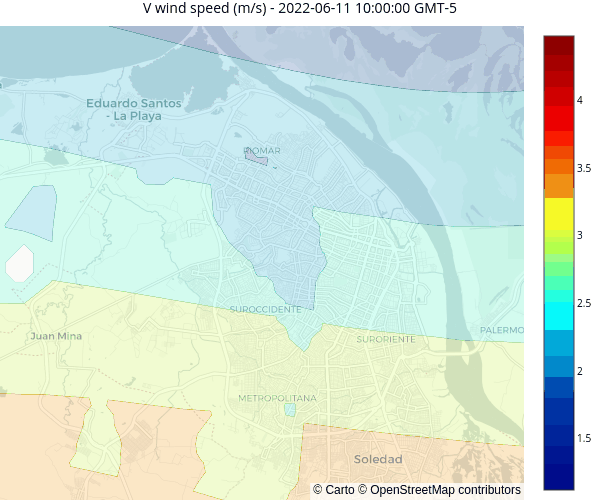 V wind speed (m/s) - 2022-06-11 10:00:00 GMT-5
Eduardo Santos
- La Playa
RIOMAR
4
3.5
3
2.5
2
1.5
SUROCCIDENTE
PALERMO
Juan Mina
SURORIENTE
METROPOLITANA
Soledad
© Carto © OpenStreetMap contributors